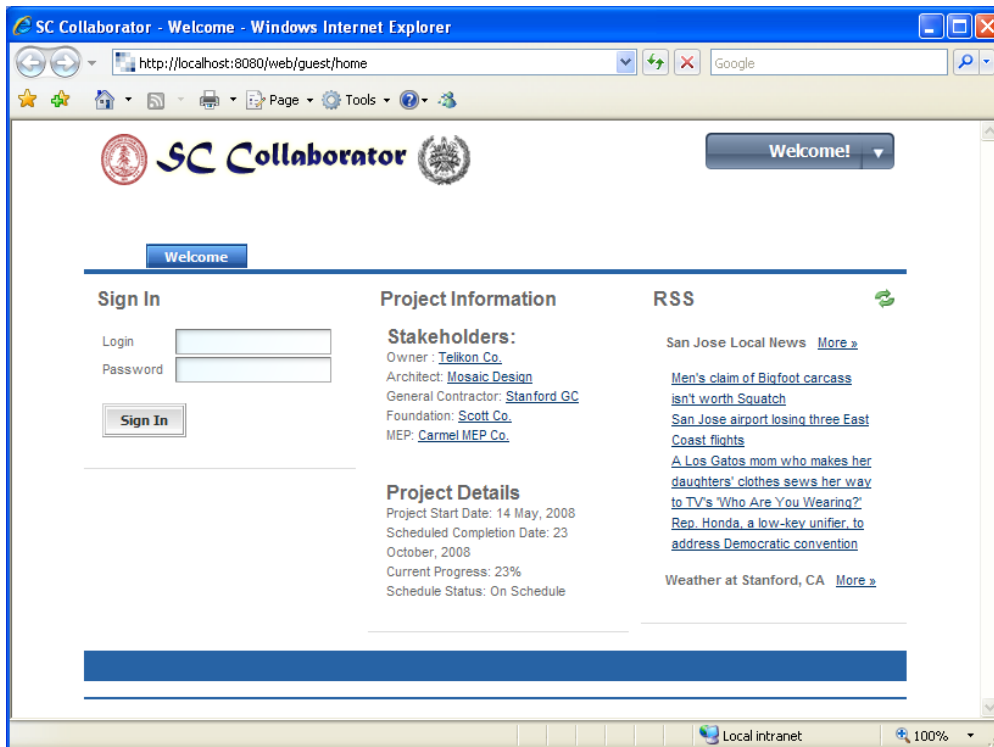 SC Collaborator - Welcome - Windows Internet Explorer
http://localhost:8080/web/guest/home
Google
Page
Tools
SC Collaborator
Welcome!
Welcome
Sign In
Login
Password
Sign In
Project Information
Stakeholders:
Owner : Telikon Co.
Architect: Mosaic Design
General Contractor: Stanford GC
Foundation: Scott Co.
MEP: Carmel MEP Co.
Project Details
Project Start Date: 14 May, 2008
Scheduled Completion Date: 23
October, 2008
Current Progress: 23%
Schedule Status: On Schedule
RSS
San Jose Local News More »
Men's claim of Bigfoot carcass
isn't worth Squatch
San Jose airport losing three East
Coast flights
A Los Gatos mom who makes her
daughters' clothes sews her way
to TV's 'Who Are You Wearing?'
Rep. Honda, a low-key unifier, to
address Democratic convention
Weather at Stanford, CA More »
Local intranet
100%